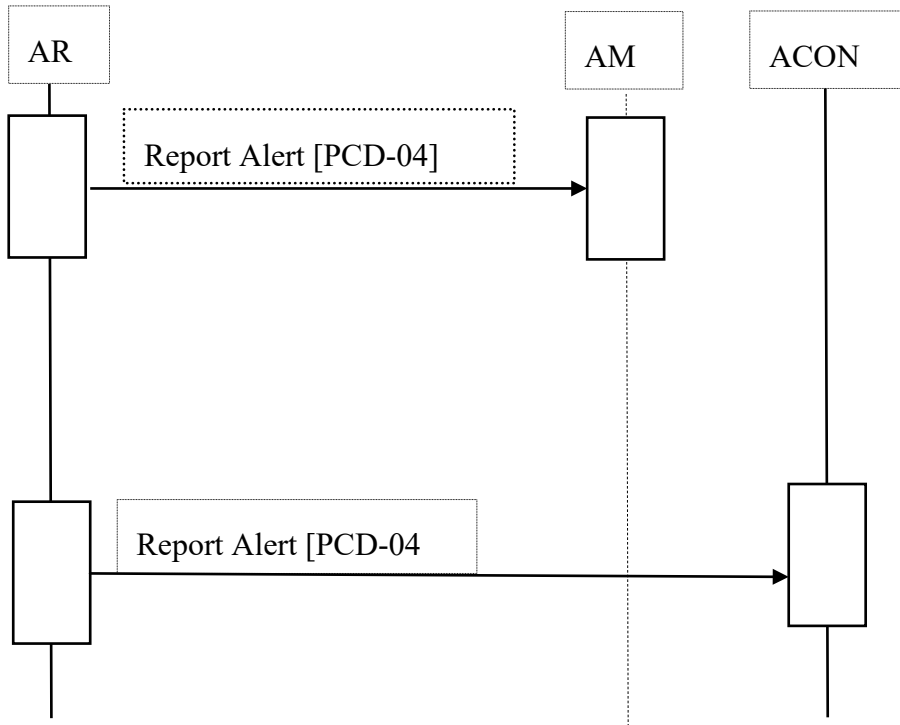 AR
AM
ACON
Report Alert [PCD-04]
Report Alert [PCD-04